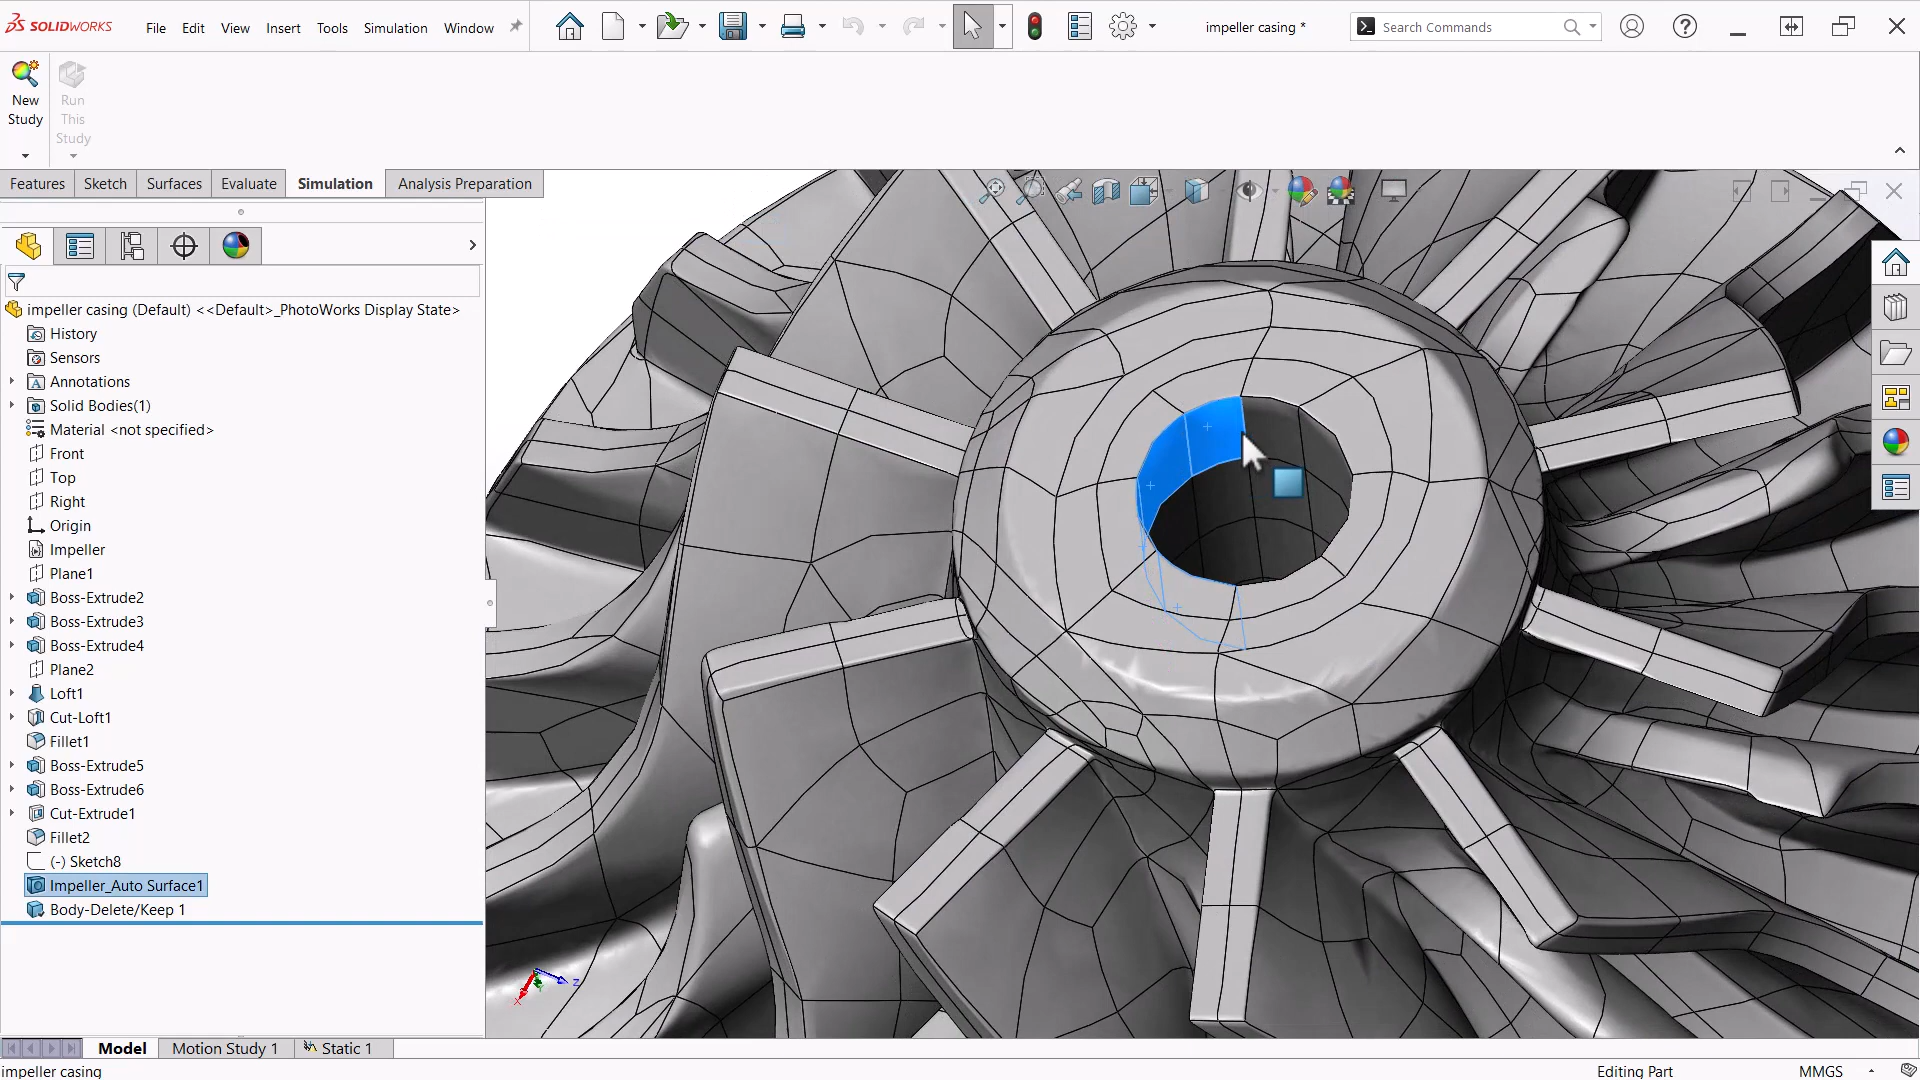 SOLIDWORKS
File Edit View Insert Tools Simulation Window
impeller casing *
Search Commands
New Study
Run This Study
Features Sketch Surfaces Evaluate Simulation Analysis Preparation
impeller casing (Default) <<Default>_PhotoWorks Display State>
History
Sensors
Annotations
Solid Bodies(1)
Material <not specified>
Front
Top
Right
Origin
Impeller
Plane1
Boss-Extrude2
Boss-Extrude3
Boss-Extrude4
Plane2
Loft1
Cut-Loft1
Fillet1
Boss-Extrude5
Boss-Extrude6
Cut-Extrude1
Fillet2
(-) Sketch8
Impeller_Auto Surface1
Body-Delete/Keep 1
X Z
Model Motion Study 1 Static 1
impeller casing Editing Part MMGS